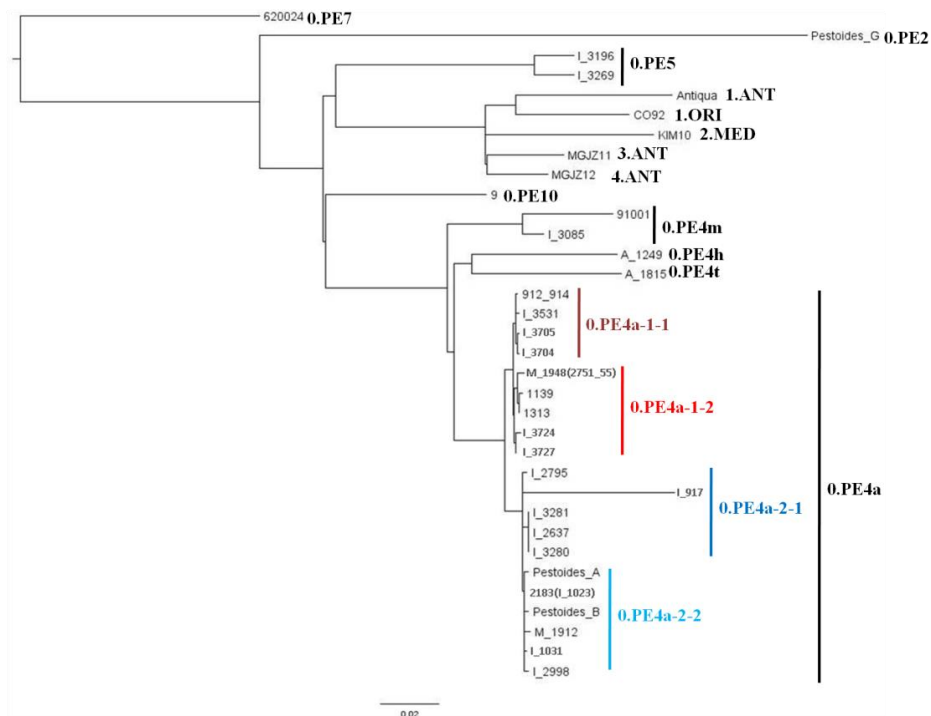 620024 0.PE7
Pestoides_G 0.PE2
I_3196
0.PE5
I_3269
Antiqua 1.ANT
CO92 1.ORI
KIM10 2.MED
MGJZ11 3.ANT
MGJZ12 4.ANT
9 0.PE10
91001
0.PE4m
I_3085
A_1249 0.PE4h
A_1815 0.PE4t
912_914
I_3531
0.PE4a-1-1
I_3705
I_3704
M_1948(2751_55)
1139
0.PE4a-1-2
1313
I_3724
I_3727
I_2795
0.PE4a
I_917
0.PE4a-2-1
I_3281
I_2637
I_3280
Pestoides_A
2183(I_1023)
Pestoides_B
0.PE4a-2-2
M_1912
I_1031
I_2998
0.02